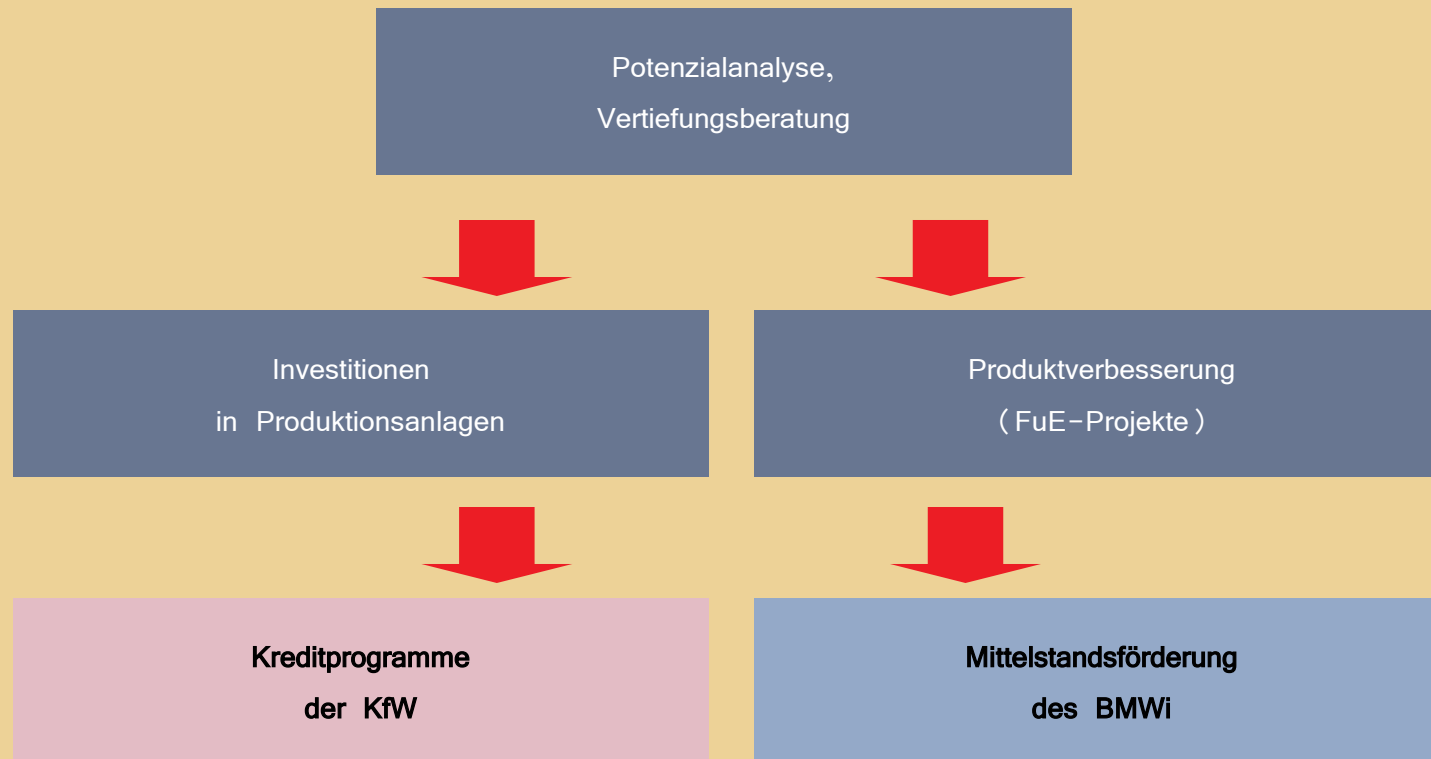 Potenzialanalyse,
Vertiefungsberatung
Investitionen
in Produktionsanlagen
Produktverbesserung
(FuE-Projekte)
Kreditprogramme
der KfW
Mittelstandsförderung
des BMWi